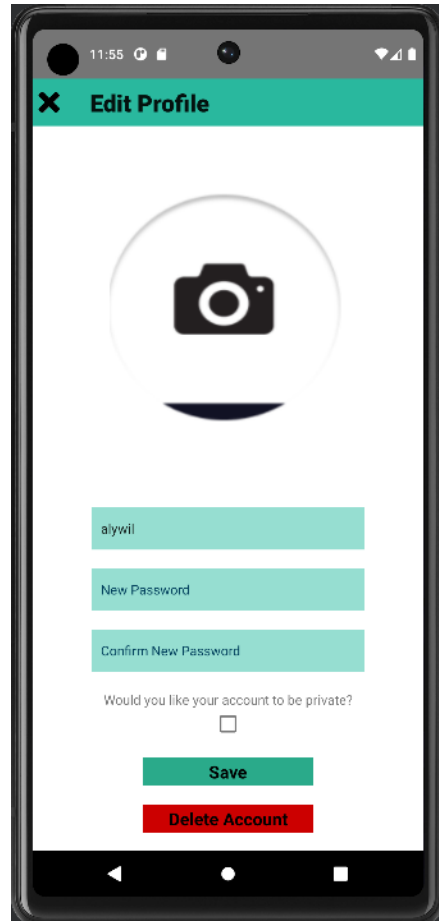 11:55
Edit Profile
alywil
New Password
Confirm New Password
Would you like your account to be private?
Save
Delete Account